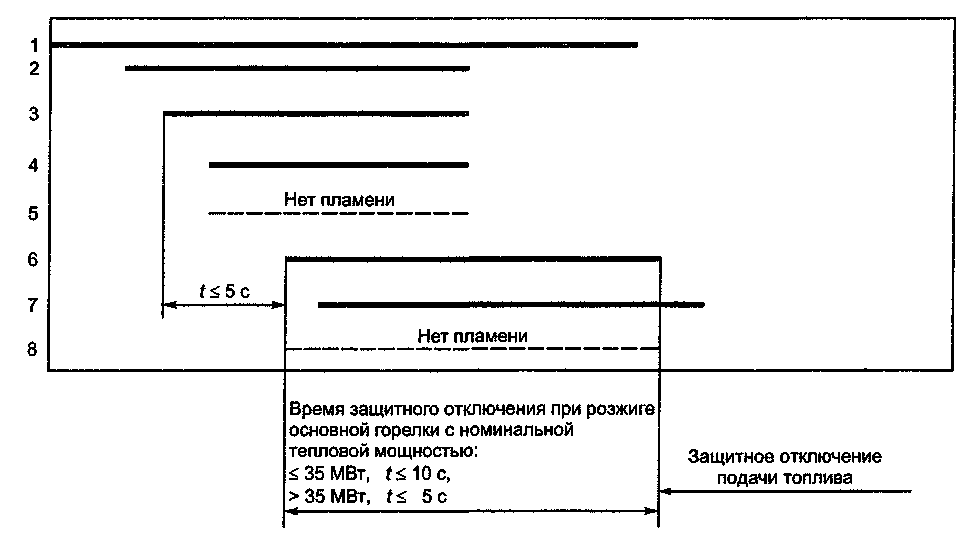 1
2
3
4
Нет пламени
5
6
t ≤ 5 с
7
Нет пламени
8
Время защитного отключения при розжиге
основной горелки с номинальной
тепловой мощностью:
≤ 35 МВт, t ≤ 10 с,
> 35 МВт, t ≤ 5 с
Защитное отключение
подачи топлива